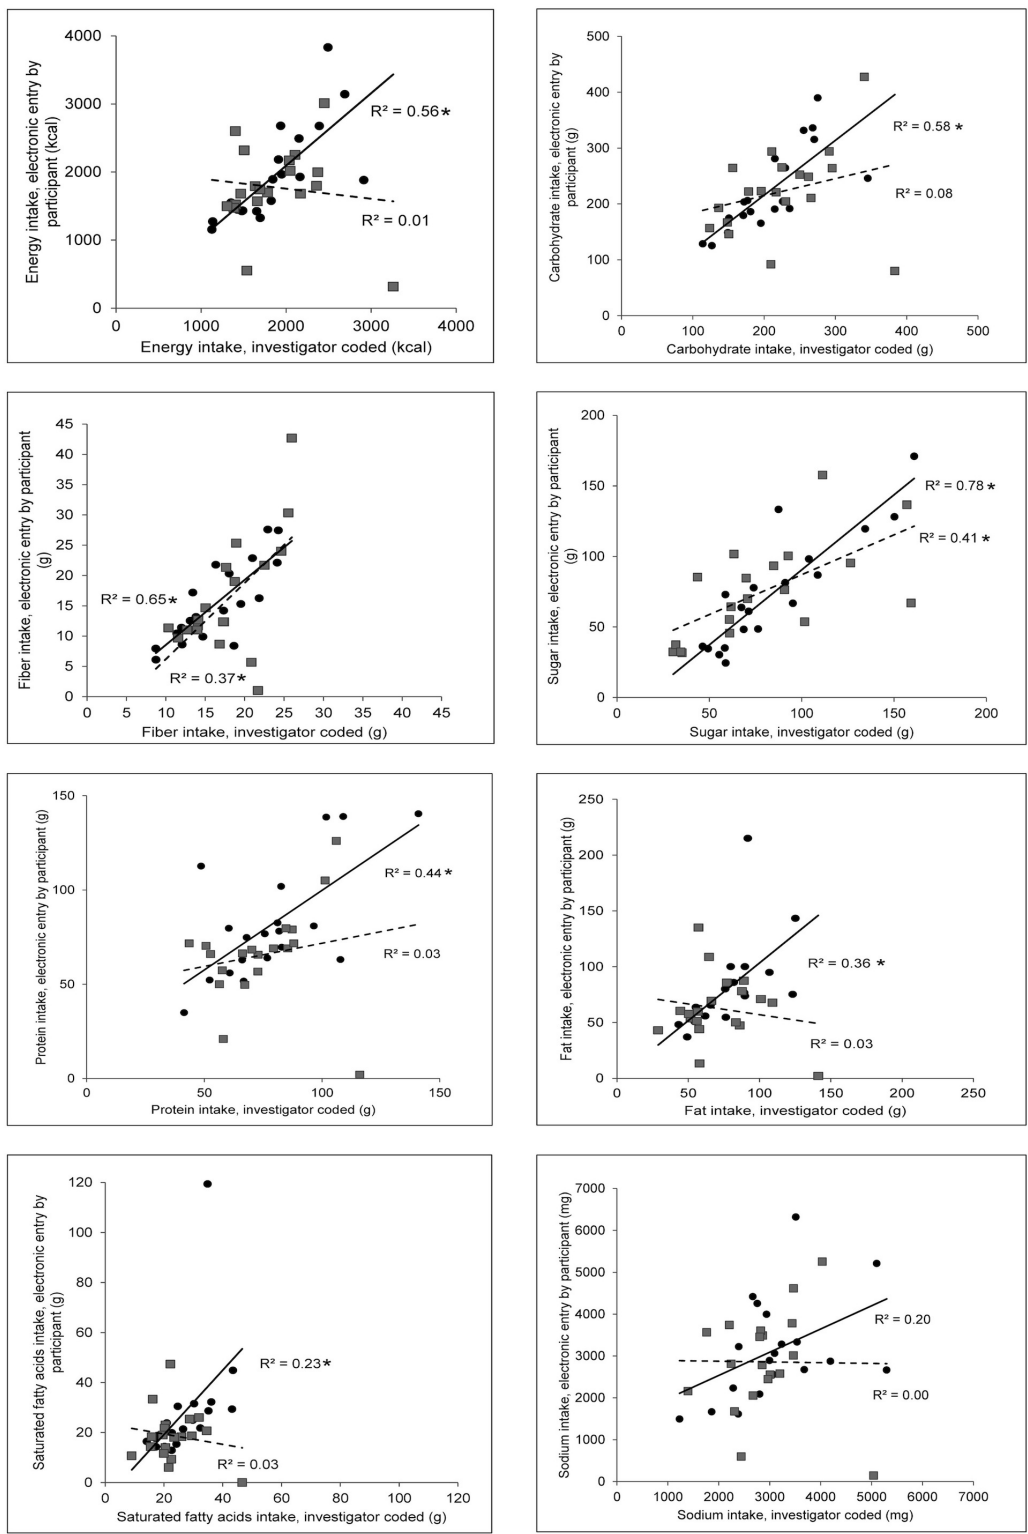 Energy intake, electronic entry by
participant (kcal)
4000
3000
2000
1000
0
R² = 0.56*
R² = 0.01
0 1000 2000 3000 4000
Energy intake, investigator coded (kcal)
Carbohydrate intake, electronic entry by
participant (g)
500
400
300
200
100
0
R² = 0.58 *
R² = 0.08
0 100 200 300 400 500
Carbohydrate intake, investigator coded (g)
Fiber intake, electronic entry by participant
(g)
45
40
35
30
25
20
15
10
5
0
R² = 0.65*
R² = 0.37*
0 5 10 15 20 25 30 35 40 45
Fiber intake, investigator coded (g)
Sugar intake, electronic entry by participant
(g)
200
150
100
50
0
R² = 0.78 *
R² = 0.41 *
0 50 100 150 200
Sugar intake, investigator coded (g)
Protein intake, electronic entry by participant (g)
150
100
50
0
R² = 0.44 *
R² = 0.03
0 50 100 150
Protein intake, investigator coded (g)
Fat intake, electronic entry by participant (g)
250
200
150
100
50
0
R² = 0.36 *
R² = 0.03
0 50 100 150 200 250
Fat intake, investigator coded (g)
Saturated fatty acids intake, electronic entry by
participant (g)
120
100
80
60
40
20
0
R² = 0.23*
R² = 0.03
0 20 40 60 80 100 120
Saturated fatty acids intake, investigator coded (g)
Sodium intake, electronic entry by participant (mg)
7000
6000
5000
4000
3000
2000
1000
0
R² = 0.20
R² = 0.00
0 1000 2000 3000 4000 5000 6000 7000
Sodium intake, investigator coded (mg)